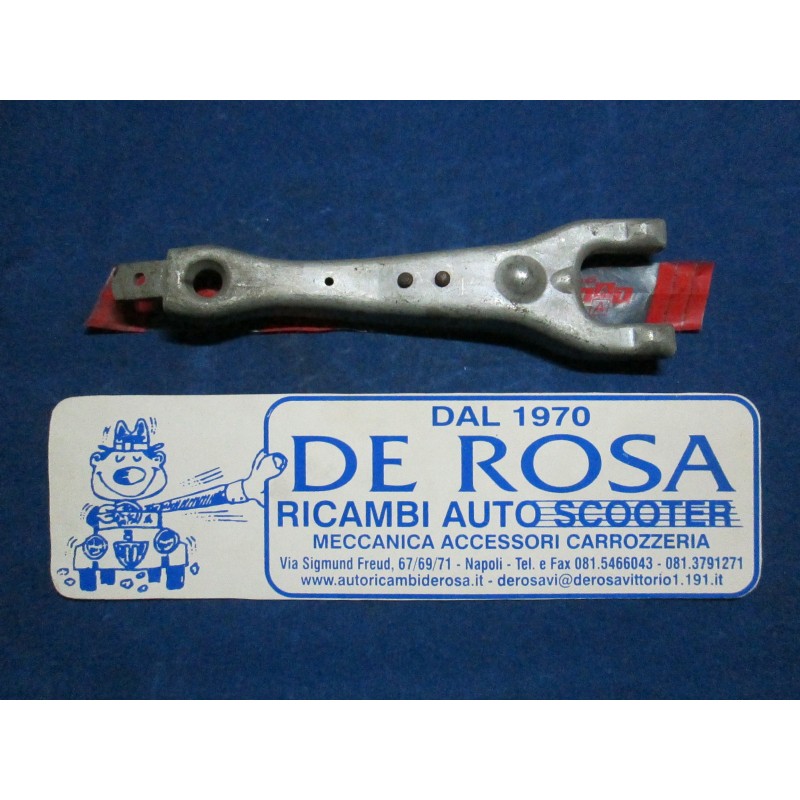 DAL 1970
DE ROSA
RICAMBI AUTO SCOOTER
MECCANICA ACCESSORI CARROZZERIA
Via Sigmund Freud, 67/69/71 - Napoli - Tel. e Fax 081.5466043 - 081.3791271
www.autoricambiderosa.it - derosavi@derosavittorio1.191.it